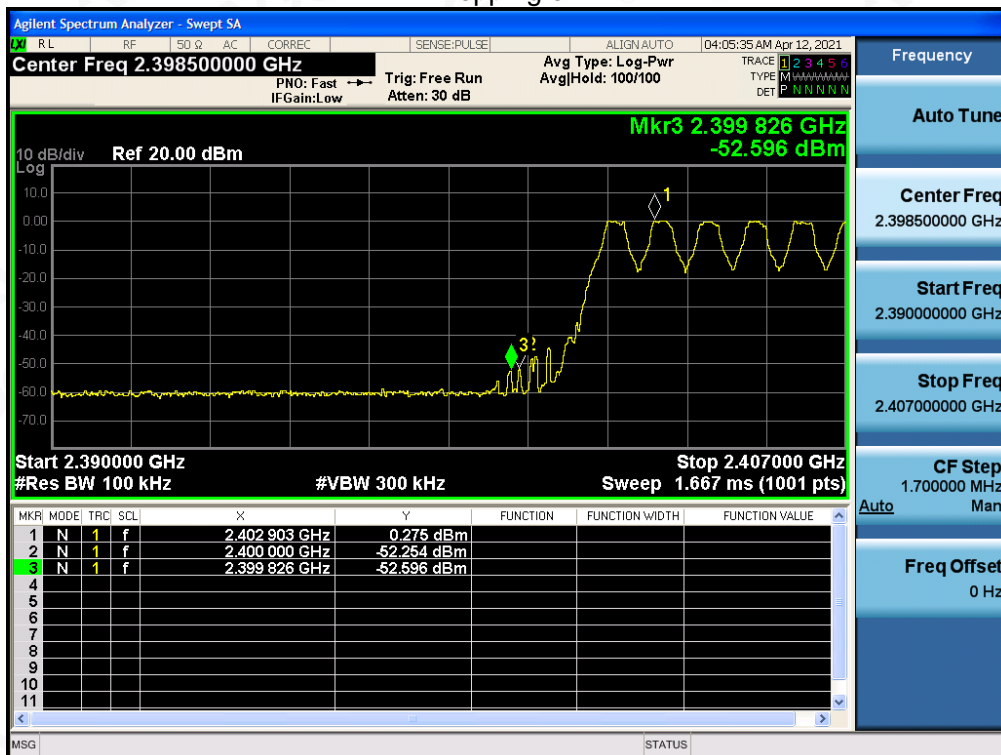 Agilent Spectrum Analyzer - Swept SA
LXI RL RF 50 Ω AC CORREC SENSE:PULSE ALIGN AUTO 04:05:35 AM Apr 12, 2021
Center Freq 2.398500000 GHz
PNO: Fast
IFGain:Low
Trig: Free Run
Atten: 30 dB
Avg Type: Log-Pwr
Avg|Hold: 100/100
TRACE 1 2 3 4 5 6
TYPE M
DET P N N N N N
Mkr3 2.399 826 GHz
-52.596 dBm
10 dB/div Ref 20.00 dBm
Log
10.0
0.00
-10.0
-20.0
-30.0
-40.0
-50.0
-60.0
-70.0
1
3
Start 2.390000 GHz Stop 2.407000 GHz
#Res BW 100 kHz #VBW 300 kHz Sweep 1.667 ms (1001 pts)
MKR MODE TRC SCL X Y FUNCTION FUNCTION WIDTH FUNCTION VALUE
1 N 1 f 2.402 903 GHz 0.275 dBm
2 N 1 f 2.400 000 GHz -52.254 dBm
3 N 1 f 2.399 826 GHz -52.596 dBm
4
5
6
7
8
9
10
11
MSG STATUS
Frequency
Auto Tune
Center Freq
2.398500000 GHz
Start Freq
2.390000000 GHz
Stop Freq
2.407000000 GHz
CF Step
1.700000 MHz
Auto Man
Freq Offset
0 Hz